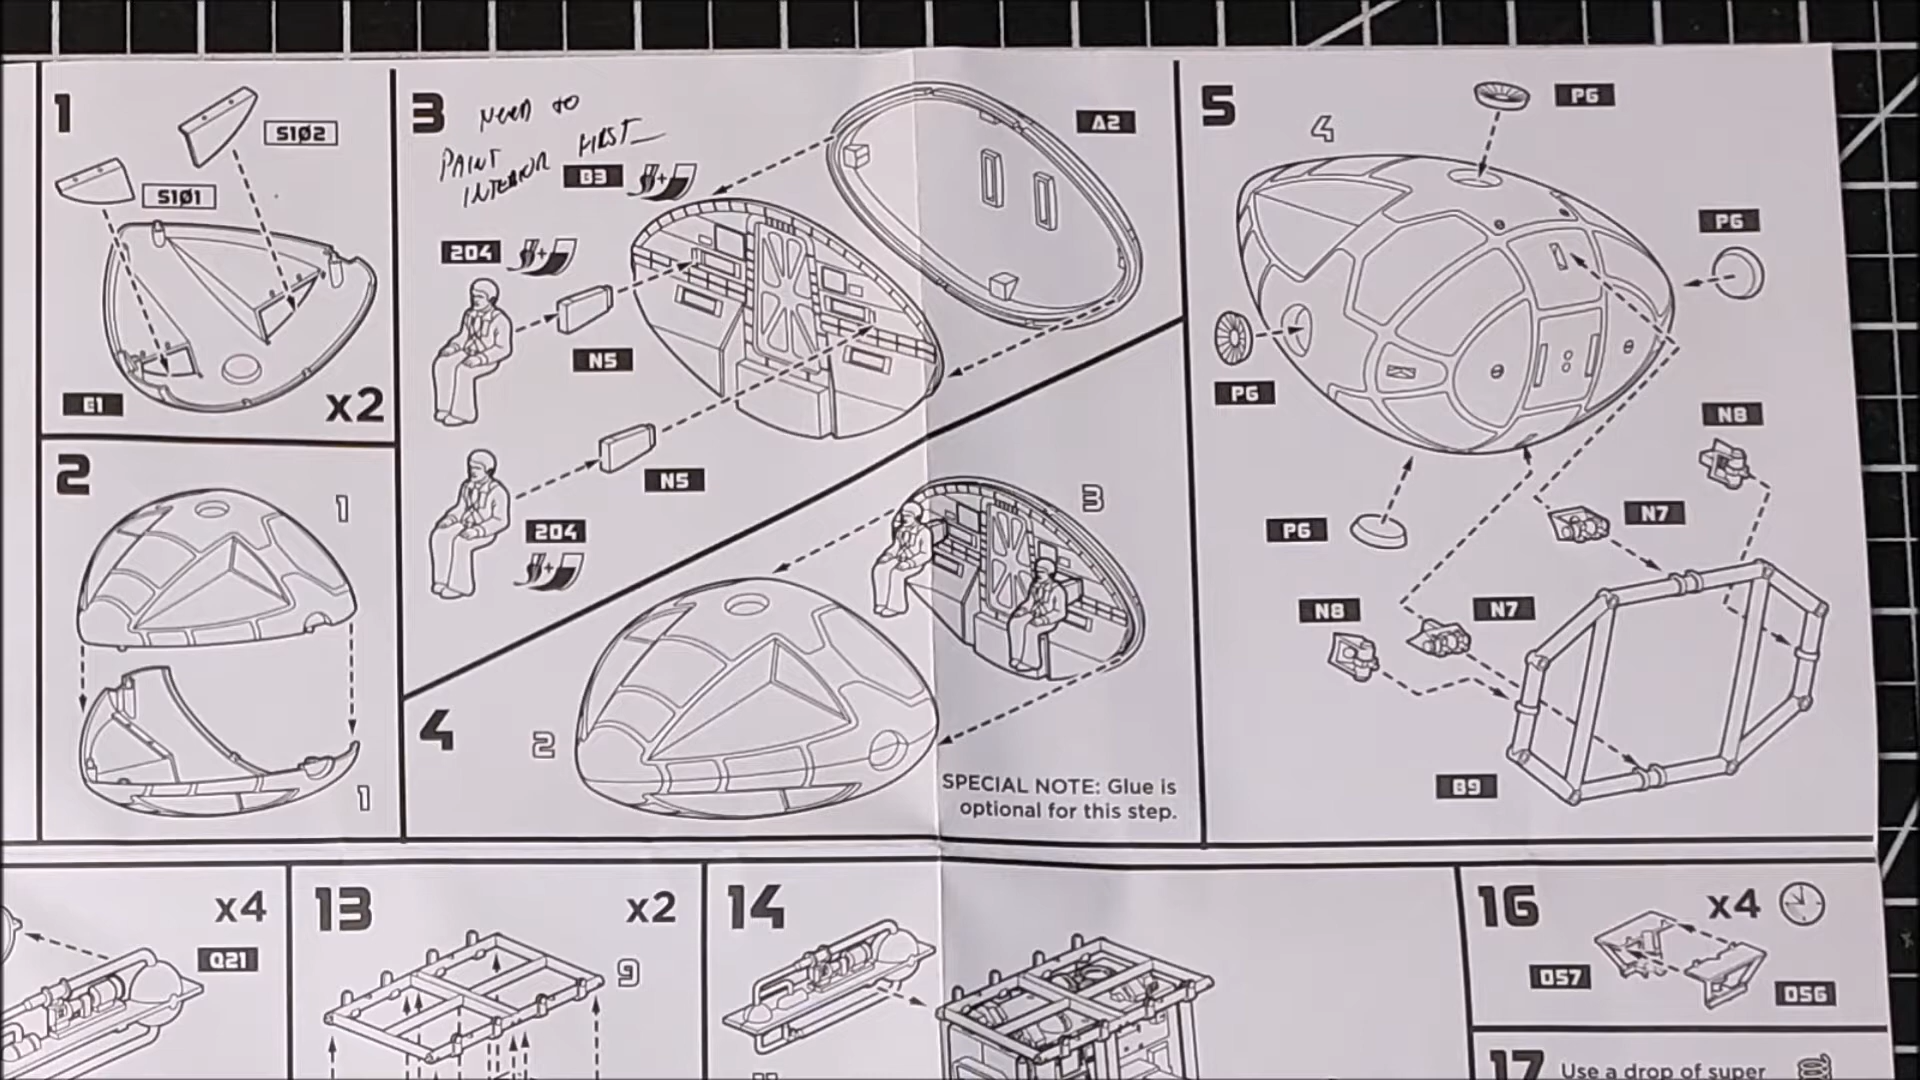 1
S102
S101
E1
x2
2
1
1
3
NEED to
PAINT FIRST
INTERIOR
B3
A2
204
N5
N5
204
3
4
2
SPECIAL NOTE: Glue is
optional for this step.
5
4
P6
P6
P6
P6
N8
N7
N8
N7
B9
x4
Q21
13
x2
9
14
16
x4
O57
O56
17
Use a drop of super